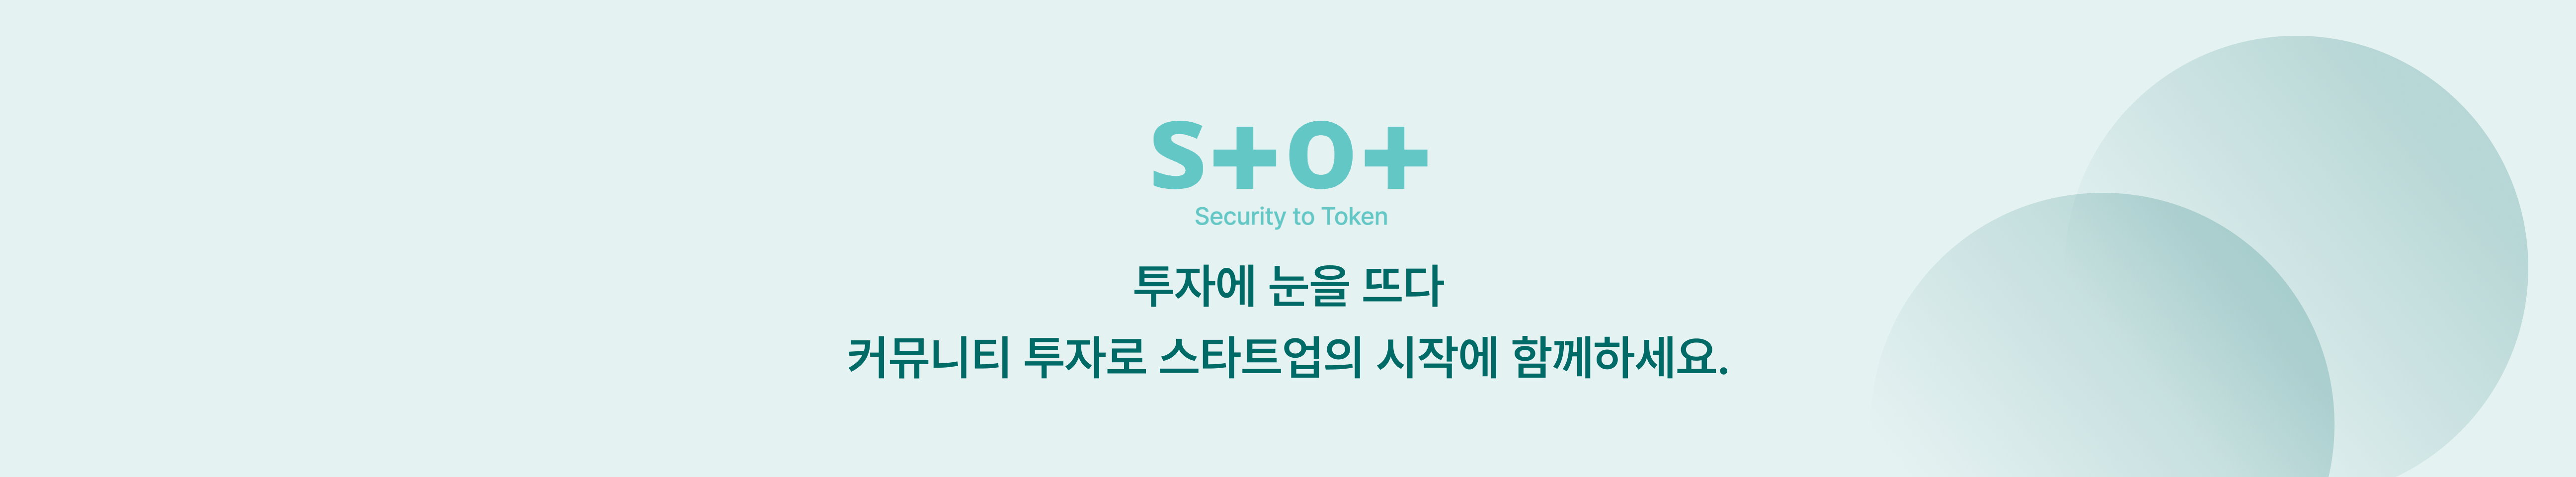 s+o+
Security to Token
투자에 눈을 뜨다
커뮤니티 투자로 스타트업의 시작에 함께하세요.